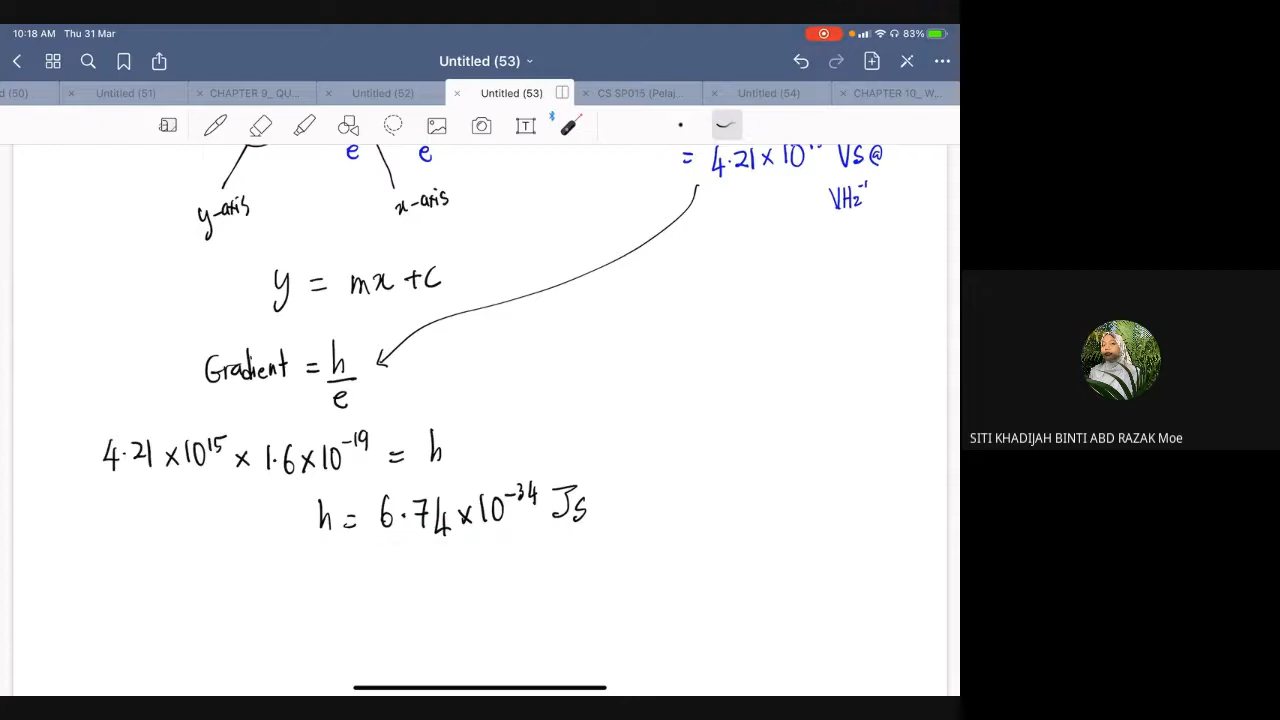 10:18 AM Thu 31 Mar
83%
Untitled (53)
d (50)
Untitled (51)
CHAPTER 9_ QU...
Untitled (52)
Untitled (53)
CS SP015 (Pelaj...
Untitled (54)
CHAPTER 10_ W...
T
e e
= 4.21 × 10 Vs@
VHz⁻¹
y-axis x-axis
y = mx + c
Gradient = h
e
4.21 × 10¹⁵ × 1.6 × 10⁻¹⁹ = h
h = 6.74 × 10⁻³⁴ Js
SITI KHADIJAH BINTI ABD RAZAK Moe